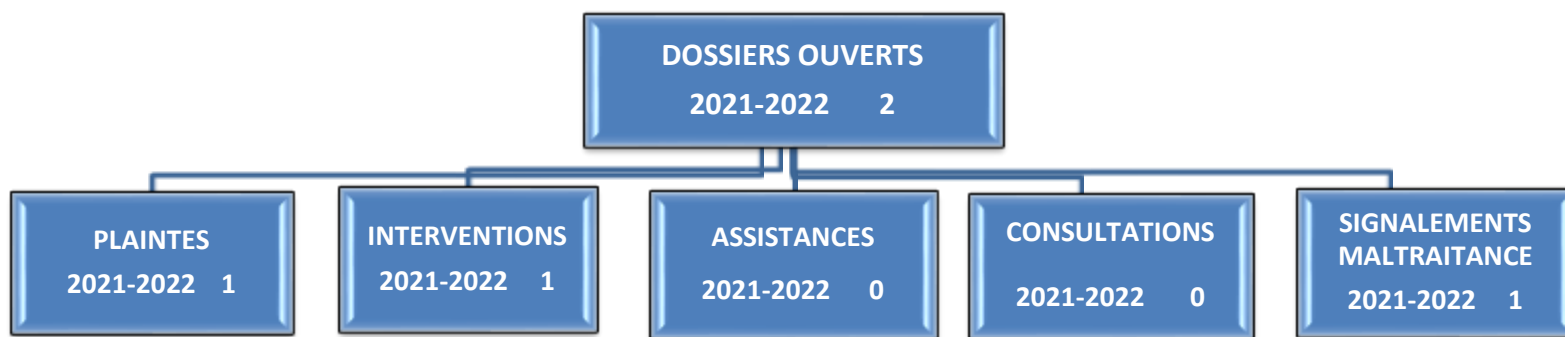 DOSSIERS OUVERTS
2021-2022 2
PLAINTES
2021-2022 1
INTERVENTIONS
2021-2022 1
ASSISTANCES
2021-2022 0
CONSULTATIONS
2021-2022 0
SIGNALEMENTS
MALTRAITANCE
2021-2022 1